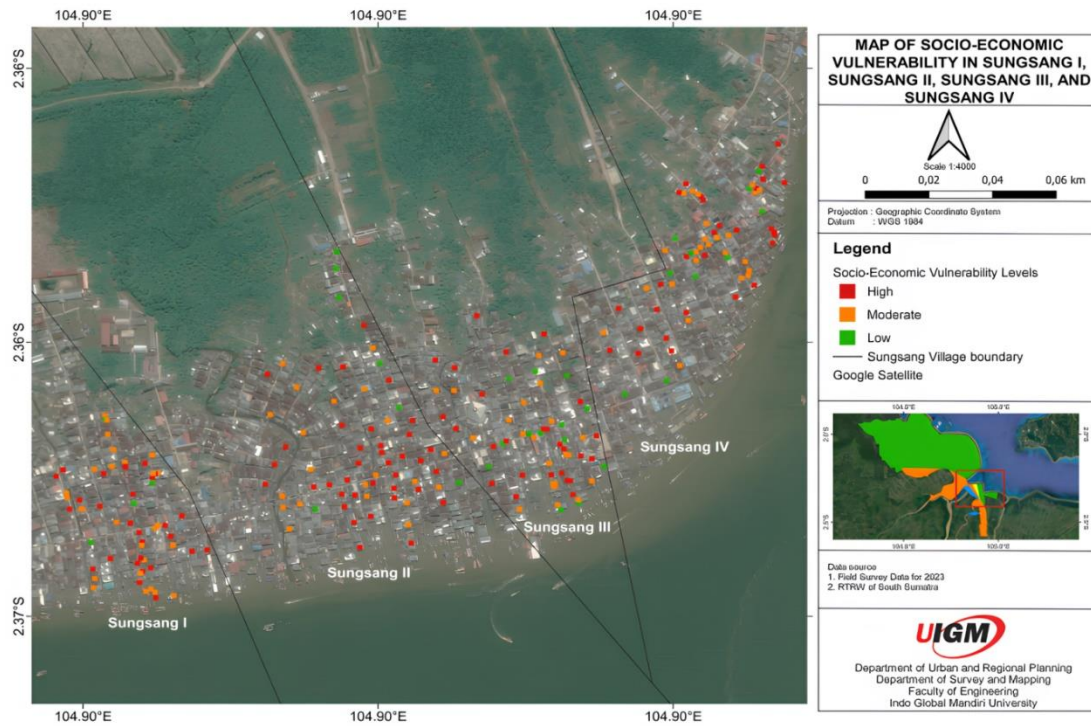 104.90°E 104.90°E 104.90°E
2.36°S
2.36°S
2.37°S
Sungsang IV
Sungsang III
Sungsang II
Sungsang I
104.90°E 104.90°E 104.90°E
MAP OF SOCIO-ECONOMIC
VULNERABILITY IN SUNGSANG I,
SUNGSANG II, SUNGSANG III, AND
SUNGSANG IV
Scale 1:4000
0 0,02 0,04 0,06 km
Projection : Geographic Coordinate System
Datum : WGS 1984
Legend
Socio-Economic Vulnerability Levels
High
Moderate
Low
Sungsang Village boundary
Google Satellite
Data source
1. Field Survey Data for 2023
2. RTRW of South Sumatra
UIGM
Department of Urban and Regional Planning
Department of Survey and Mapping
Faculty of Engineering
Indo Global Mandiri University